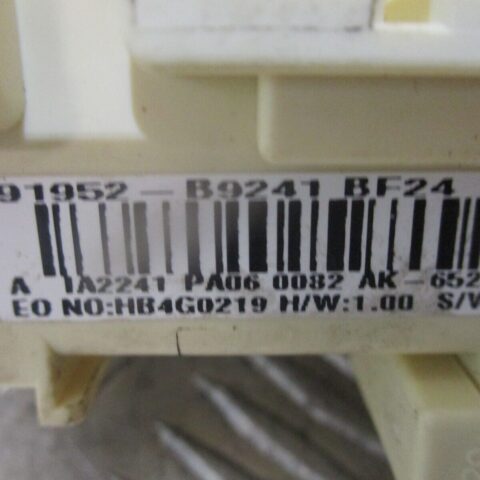 91952-B9241 BF24
A 1A2241 PA06 0082 AK-652
EO NO:HB4G0219 H/W:1.00 S/W